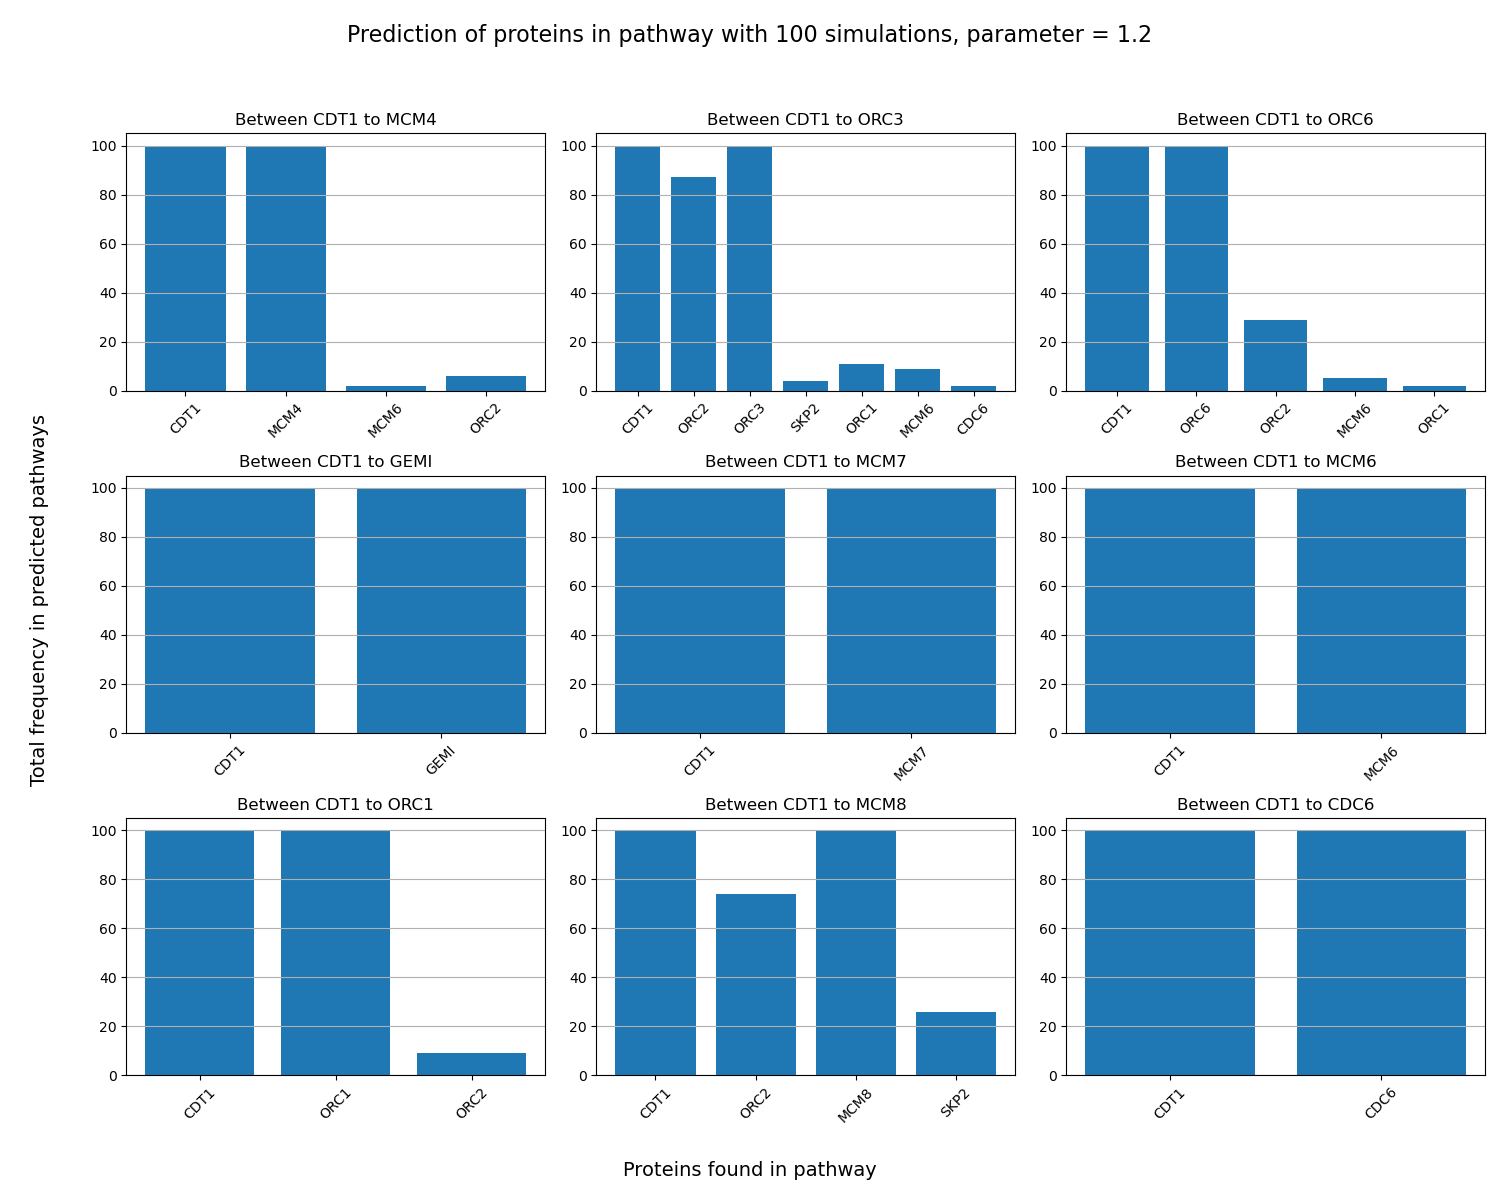 Prediction of proteins in pathway with 100 simulations, parameter = 1.2
Total frequency in predicted pathways
Between CDT1 to MCM4
100
80
60
40
20
0
CDT1 MCM4 MCM6 ORC2
Between CDT1 to ORC3
100
80
60
40
20
0
CDT1 ORC2 ORC3 SKP2 ORC1 MCM6 CDC6
Between CDT1 to ORC6
100
80
60
40
20
0
CDT1 ORC6 ORC2 MCM6 ORC1
Between CDT1 to GEMI
100
80
60
40
20
0
CDT1 GEMI
Between CDT1 to MCM7
100
80
60
40
20
0
CDT1 MCM7
Between CDT1 to MCM6
100
80
60
40
20
0
CDT1 MCM6
Between CDT1 to ORC1
100
80
60
40
20
0
CDT1 ORC1 ORC2
Between CDT1 to MCM8
100
80
60
40
20
0
CDT1 ORC2 MCM8 SKP2
Between CDT1 to CDC6
100
80
60
40
20
0
CDT1 CDC6
Proteins found in pathway